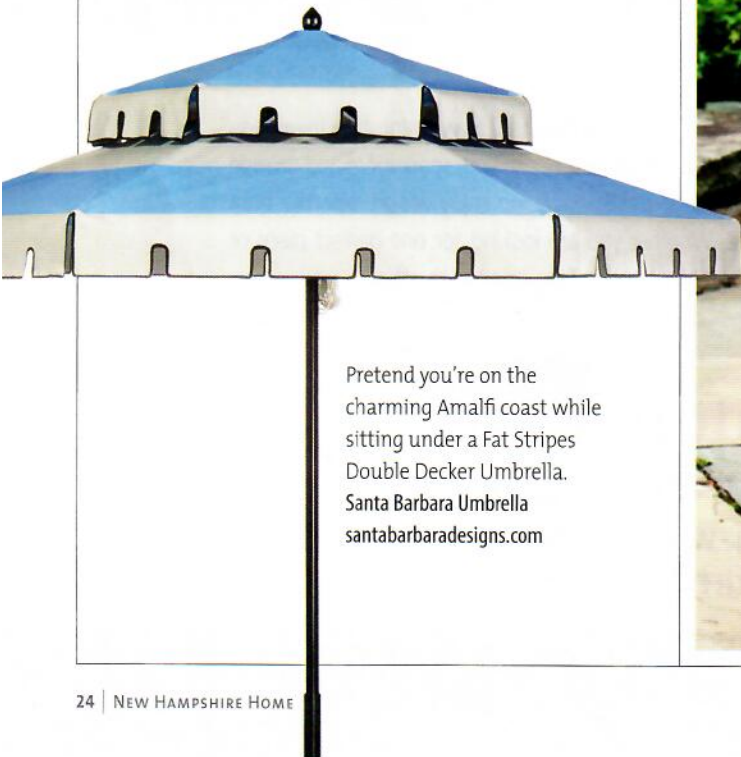 Pretend you're on the
charming Amalfi coast while
sitting under a Fat Stripes
Double Decker Umbrella.
Santa Barbara Umbrella
santabarbaradesigns.com
24 | New Hampshire Home